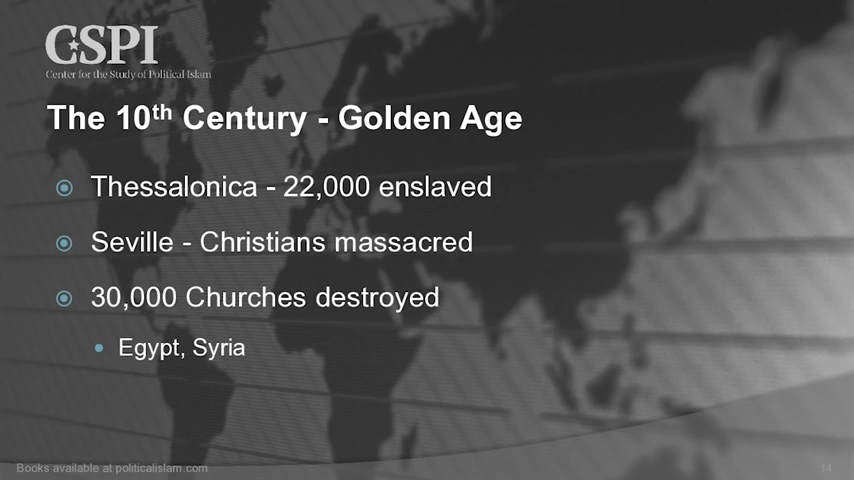 CSPI
Center for the Study of Political Islam
The 10th Century - Golden Age
Thessalonica - 22,000 enslaved
Seville - Christians massacred
30,000 Churches destroyed
Egypt, Syria
Books available at politicalislam.com
14